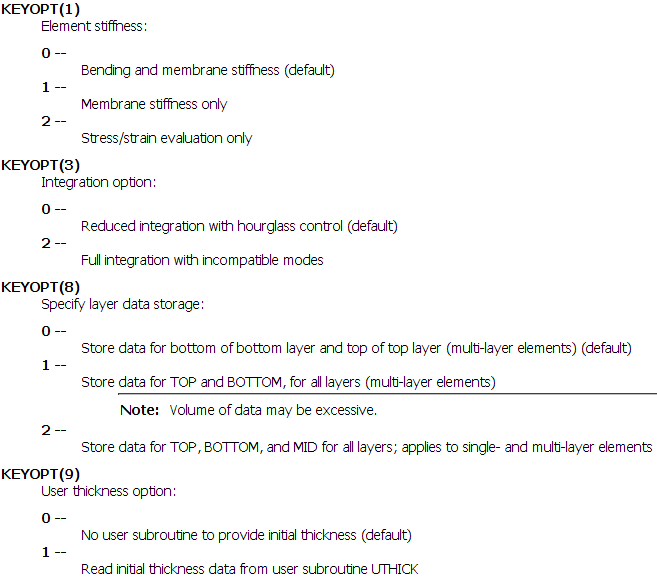 KEYOPT(1)
Element stiffness:
0 --
Bending and membrane stiffness (default)
1 --
Membrane stiffness only
2 --
Stress/strain evaluation only
KEYOPT(3)
Integration option:
0 --
Reduced integration with hourglass control (default)
2 --
Full integration with incompatible modes
KEYOPT(8)
Specify layer data storage:
0 --
Store data for bottom of bottom layer and top of top layer (multi-layer elements) (default)
1 --
Store data for TOP and BOTTOM, for all layers (multi-layer elements)
Note: Volume of data may be excessive.
2 --
Store data for TOP, BOTTOM, and MID for all layers; applies to single- and multi-layer elements
KEYOPT(9)
User thickness option:
0 --
No user subroutine to provide initial thickness (default)
1 --
Read initial thickness data from user subroutine UTHICK